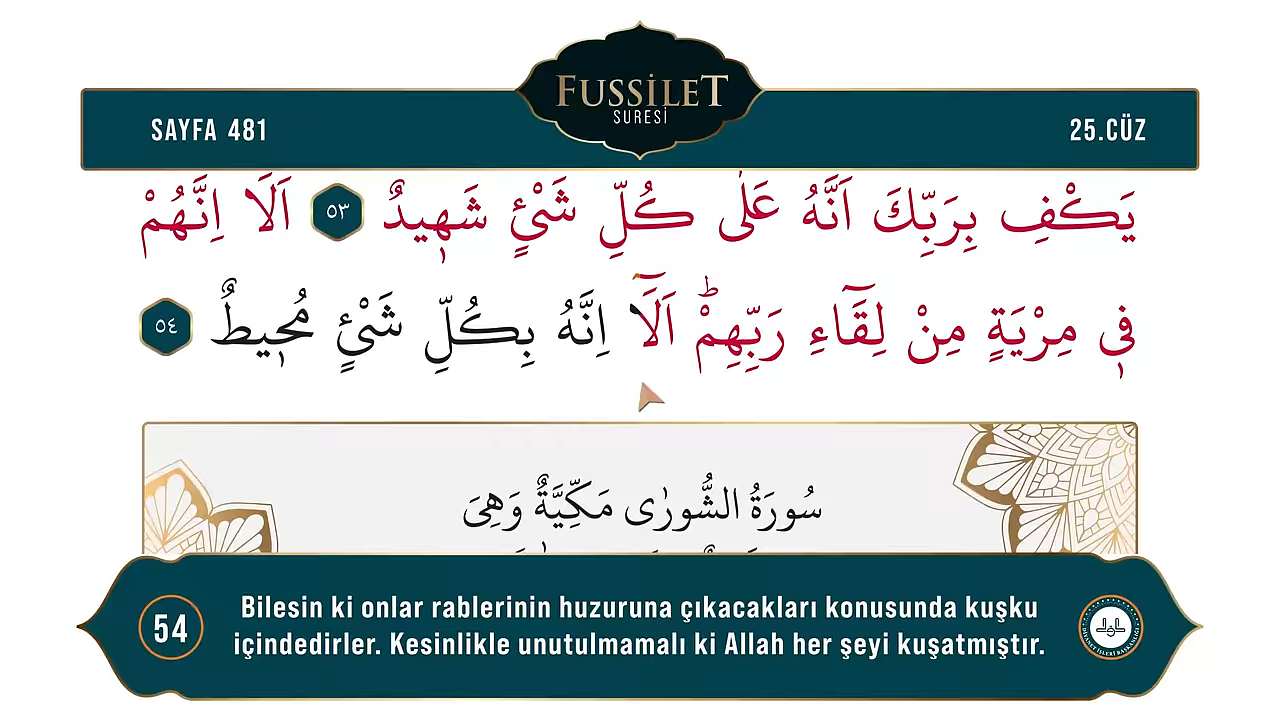 FUSSİLET
SURESİ
SAYFA 481
25.CÜZ
يَكْفِ بِرَبِّكَ اَنَّهُ عَلٰى كُلِّ شَيْءٍ شَهٖيدٌ ٥٣ اَلَا اِنَّهُمْ
فٖي مِرْيَةٍ مِنْ لِقَٓاءِ رَبِّهِمْؕ اَلَٓا اِنَّهُ بِكُلِّ شَيْءٍ مُحٖيطٌ ٥٤
سُورَةُ الشُّورٰى مَكِّيَّةٌ وَهِيَ
54
Bilesin ki onlar rablerinin huzuruna çıkacakları konusunda kuşku
içindedirler. Kesinlikle unutulmamalı ki Allah her şeyi kuşatmıştır.